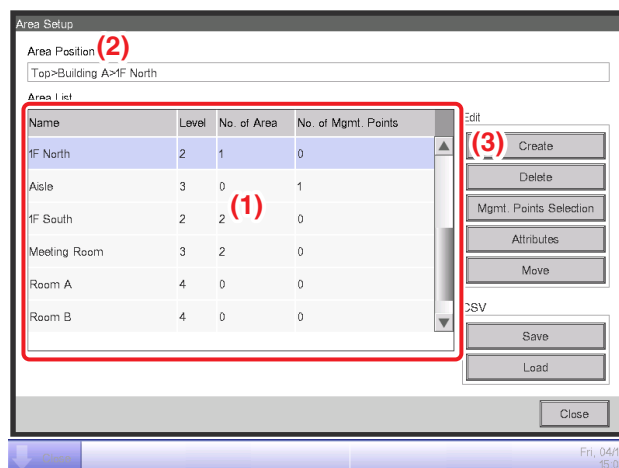 Area Setup
Area Position (2)
Top>Building A>1F North
Area List
Name Level No. of Area No. of Mgmt. Points
1F North 2 1 0
Aisle 3 0 1
(1)
1F South 2 2 0
Meeting Room 3 2 0
Room A 4 0 0
Room B 4 0 0
Edit
(3)
Create
Delete
Mgmt. Points Selection
Attributes
Move
CSV
Save
Load
Close
Fri, 04/1
15:0